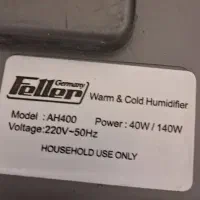 Germany
Feller
Warm & Cold Humidifier
Model :AH400 Power: 40W / 140W
Voltage:220V~50Hz
HOUSEHOLD USE ONLY